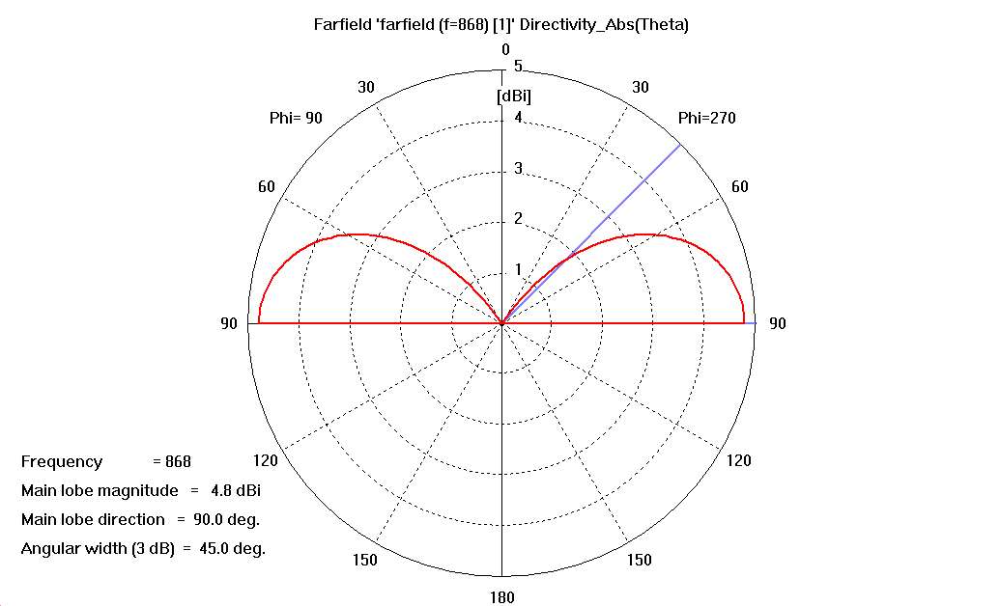 Farfield 'farfield (f=868) [1]' Directivity_Abs(Theta)
0
5
30
30
[dBi]
Phi= 90
4
Phi=270
3
60
60
2
1
90
90
120
120
Frequency = 868
Main lobe magnitude = 4.8 dBi
Main lobe direction = 90.0 deg.
Angular width (3 dB) = 45.0 deg.
150
150
180